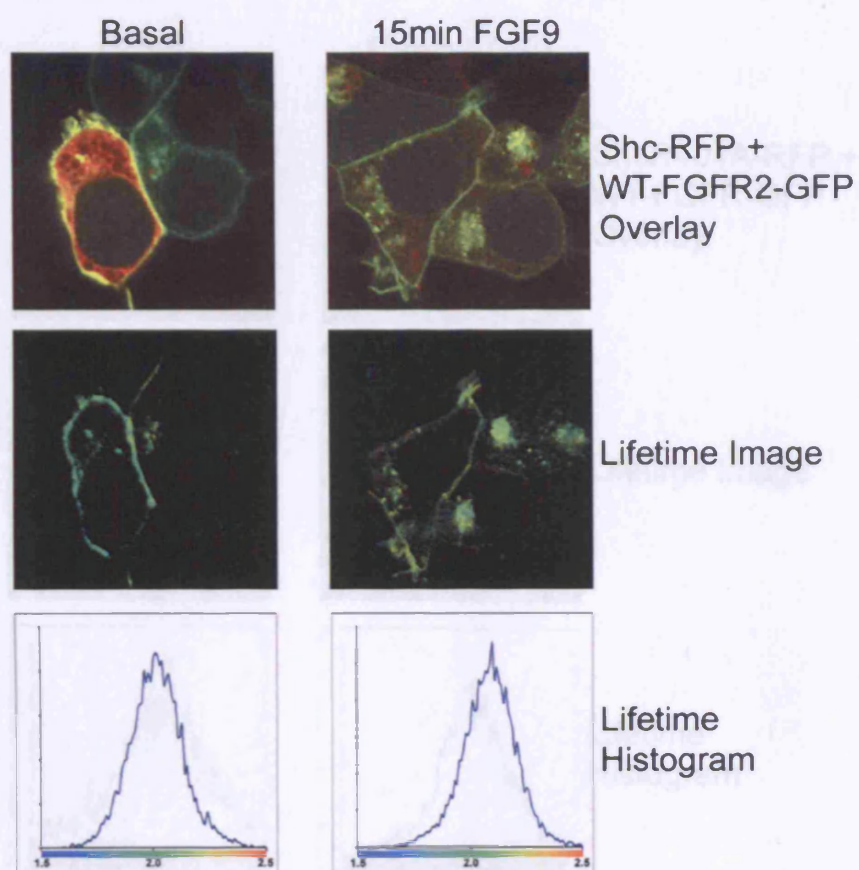 Basal
15min FGF9
Shc-RFP +
WT-FGFR2-GFP
Overlay
Lifetime Image
Lifetime
Histogram
1.5 2.0 2.5
1.5 2.0 2.5